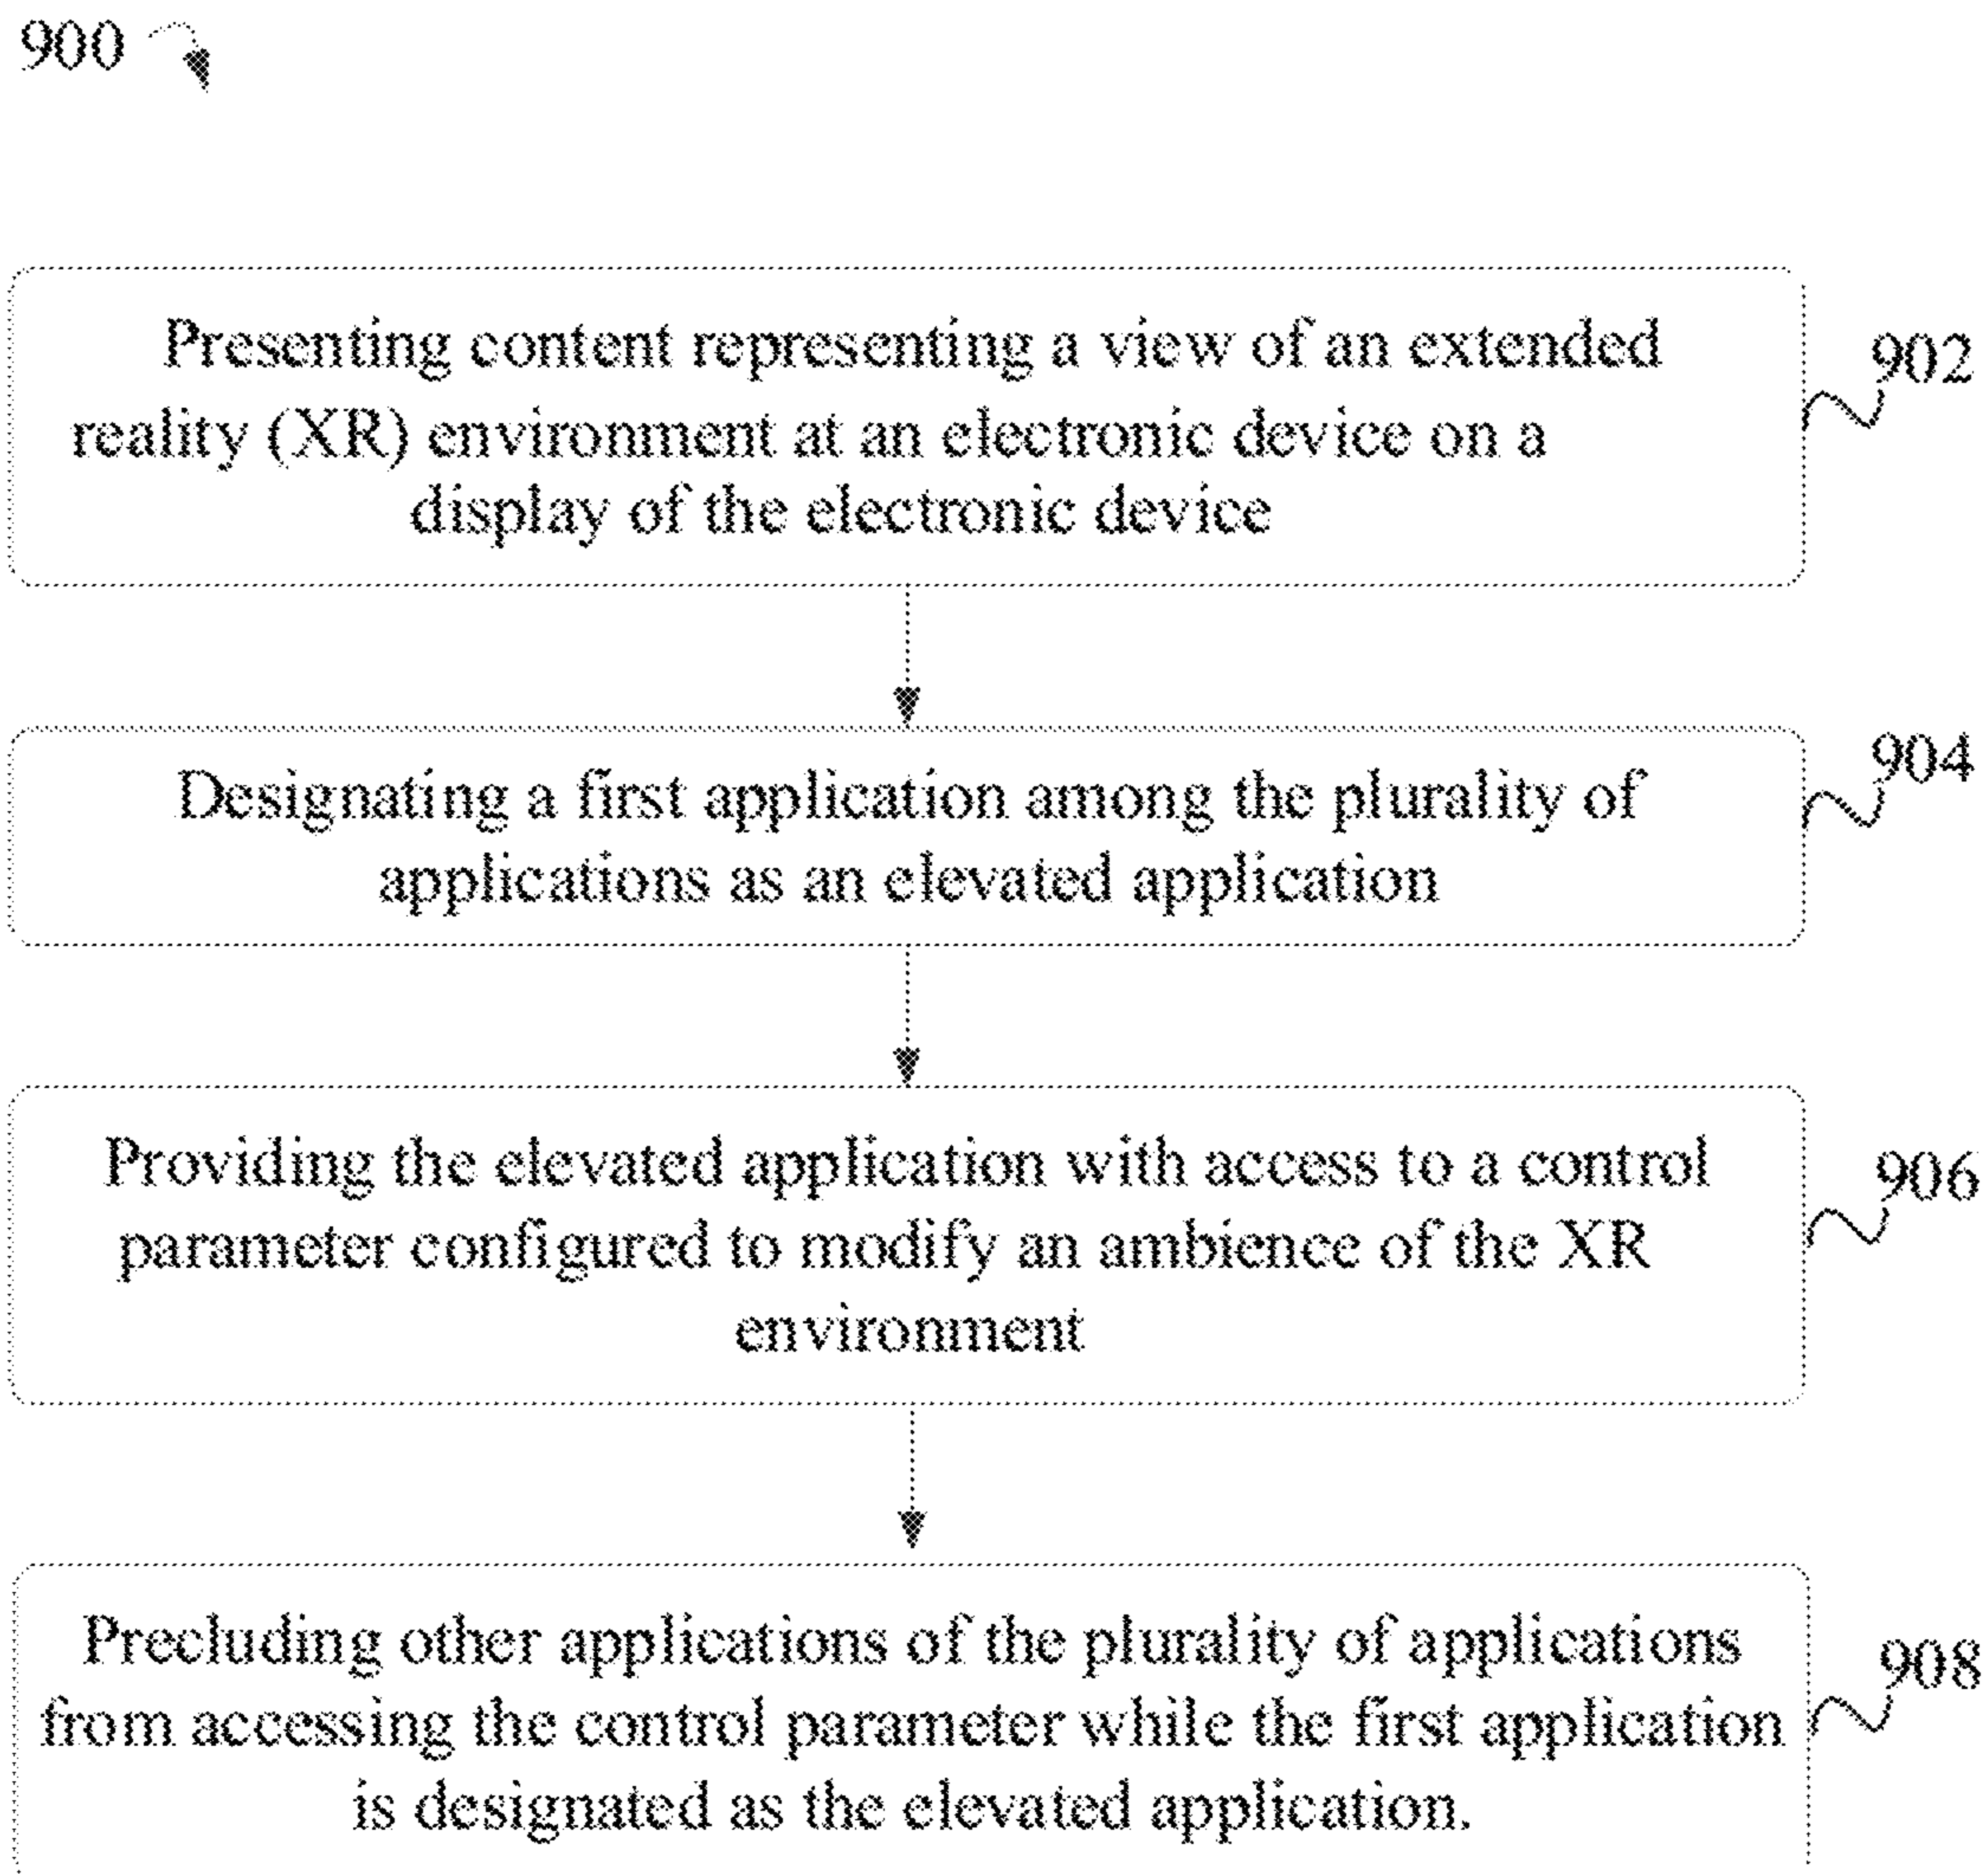 900
Presenting content representing a view of an extended
902
reality (XR) environment at an electronic device on a
display of the electronic device
904
Designating a first application among the plurality of
applications as an elevated application
906
Providing the elevated application with access to a control
parameter configured to modify an ambience of the XR
environment
908
Precluding other applications of the plurality of applications
from accessing the control parameter while the first application
is designated as the elevated application.